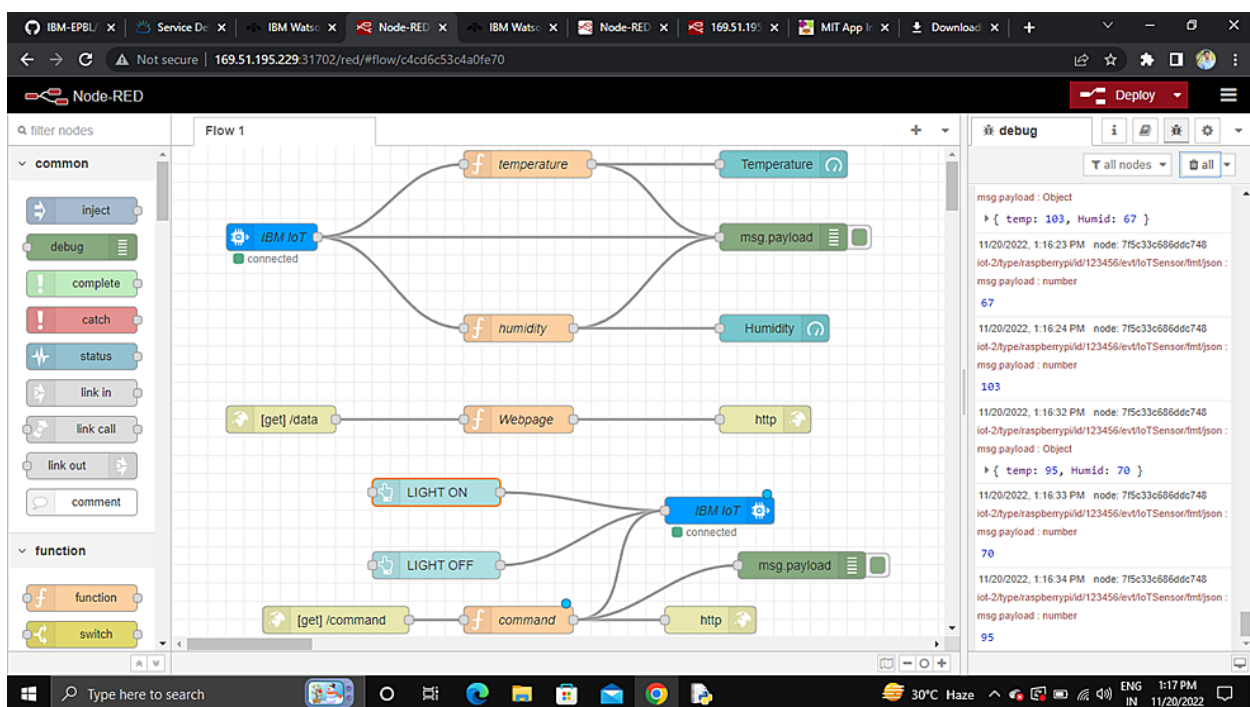 IBM-EPBL/
Service De
IBM Watso
Node-RED
IBM Watso
Node-RED
169.51.195
MIT App In
Download
Not secure | 169.51.195.229:31702/red/#flow/c4cd6c53c4a0fe70
Node-RED
Deploy
filter nodes
Flow 1
debug
i
all nodes
all
common
inject
debug
complete
catch
status
link in
link call
link out
comment
function
function
switch
temperature
Temperature
IBM IoT
connected
msg.payload
humidity
Humidity
[get] /data
Webpage
http
LIGHT ON
IBM IoT
connected
LIGHT OFF
msg.payload
[get] /command
command
http
msg.payload : Object
{ temp: 103, Humid: 67 }
11/20/2022, 1:16:23 PM node: 7f5c33c686ddc748
iot-2/type/raspberrypi/id/123456/evt/IoTSensor/fmt/json :
msg.payload : number
67
11/20/2022, 1:16:24 PM node: 7f5c33c686ddc748
iot-2/type/raspberrypi/id/123456/evt/IoTSensor/fmt/json :
msg.payload : number
103
11/20/2022, 1:16:32 PM node: 7f5c33c686ddc748
iot-2/type/raspberrypi/id/123456/evt/IoTSensor/fmt/json :
msg.payload : Object
{ temp: 95, Humid: 70 }
11/20/2022, 1:16:33 PM node: 7f5c33c686ddc748
iot-2/type/raspberrypi/id/123456/evt/IoTSensor/fmt/json :
msg.payload : number
70
11/20/2022, 1:16:34 PM node: 7f5c33c686ddc748
iot-2/type/raspberrypi/id/123456/evt/IoTSensor/fmt/json :
msg.payload : number
95
Type here to search
30°C Haze
ENG
IN
1:17 PM
11/20/2022